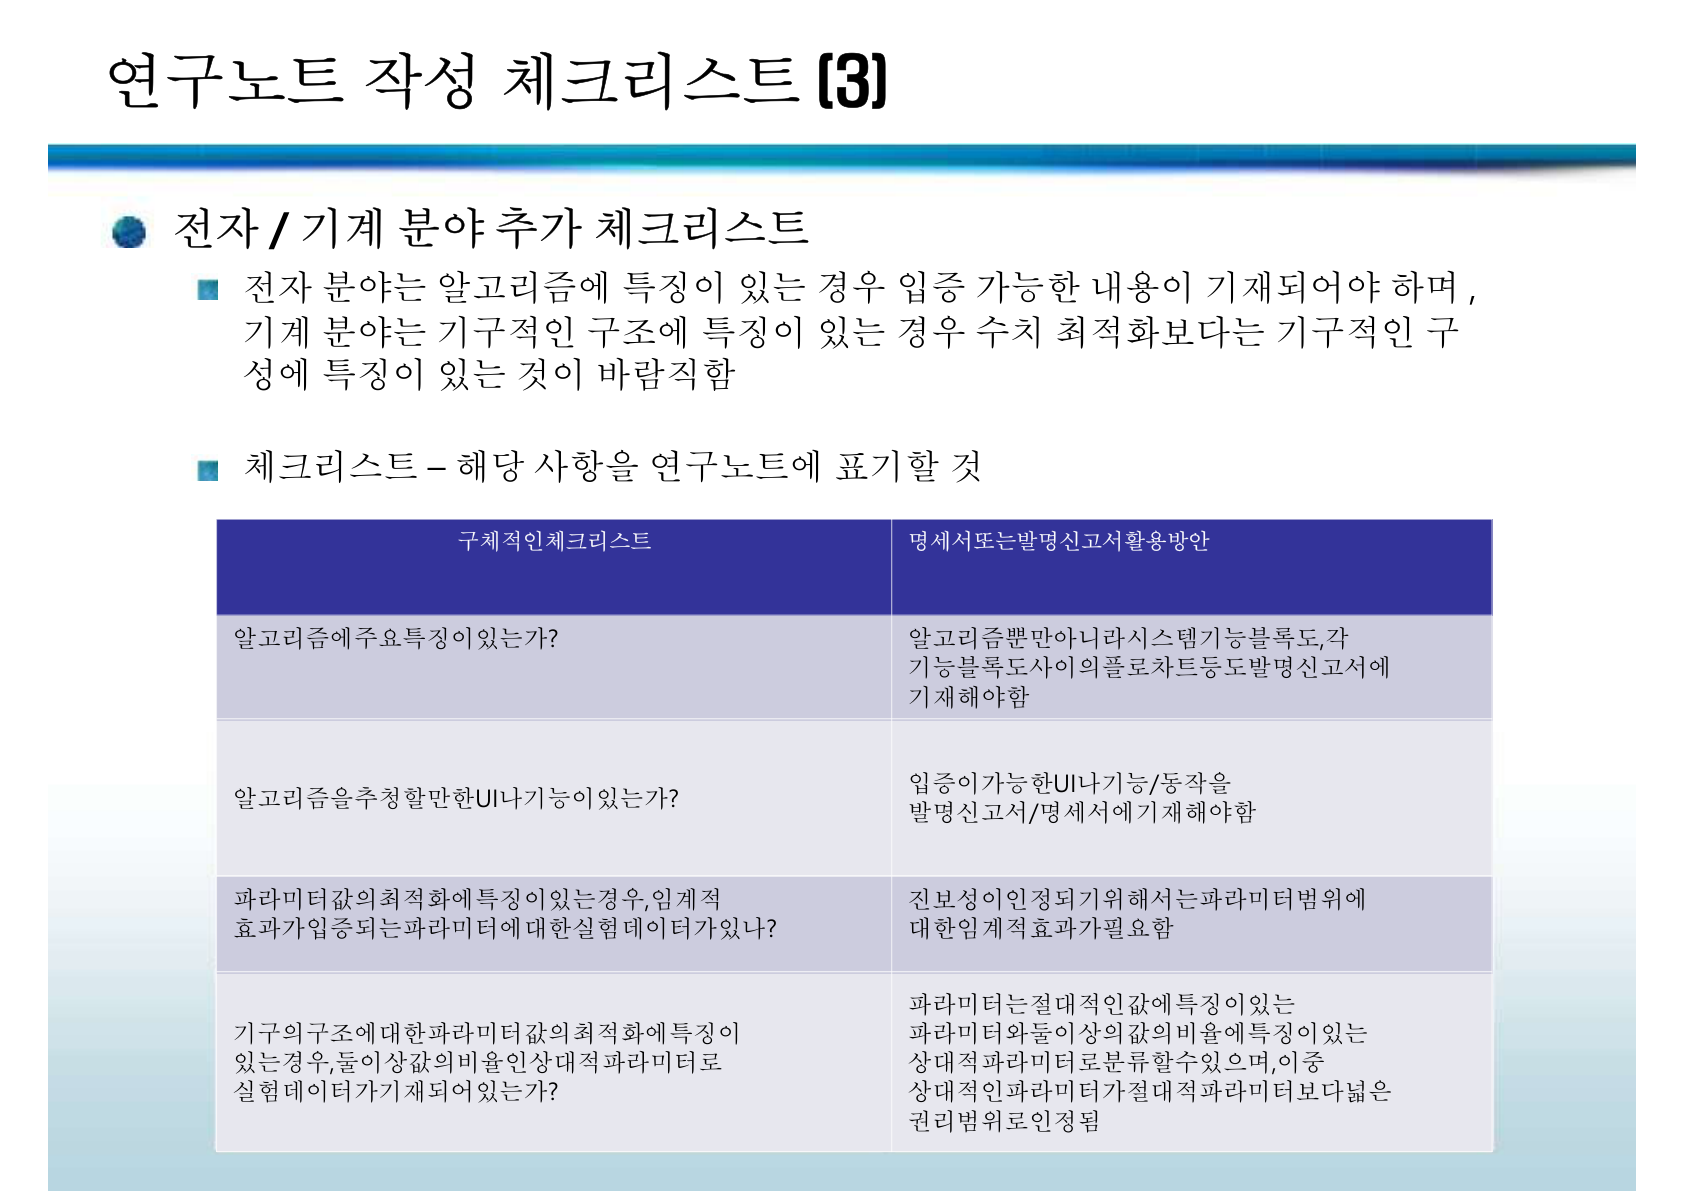 연구노트 작성 체크리스트 (3)
전자 / 기계 분야 추가 체크리스트
전자 분야는 알고리즘에 특징이 있는 경우 입증 가능한 내용이 기재되어야 하며 ,
기계 분야는 기구적인 구조에 특징이 있는 경우 수치 최적화보다는 기구적인 구
성에 특징이 있는 것이 바람직함
체크리스트 – 해당 사항을 연구노트에 표기할 것
구체적인체크리스트
명세서또는발명신고서활용방안
알고리즘에주요특징이있는가?
알고리즘뿐만아니라시스템기능블록도,각
기능블록도사이의플로차트등도발명신고서에
기재해야함
알고리즘을추청할만한UI나기능이있는가?
입증이가능한UI나기능/동작을
발명신고서/명세서에기재해야함
파라미터값의최적화에특징이있는경우,임계적
효과가입증되는파라미터에대한실험데이터가있나?
진보성이인정되기위해서는파라미터범위에
대한임계적효과가필요함
기구의구조에대한파라미터값의최적화에특징이
있는경우,둘이상값의비율인상대적파라미터로
실험데이터가기재되어있는가?
파라미터는절대적인값에특징이있는
파라미터와둘이상의값의비율에특징이있는
상대적파라미터로분류할수있으며,이중
상대적인파라미터가절대적파라미터보다넓은
권리범위로인정됨